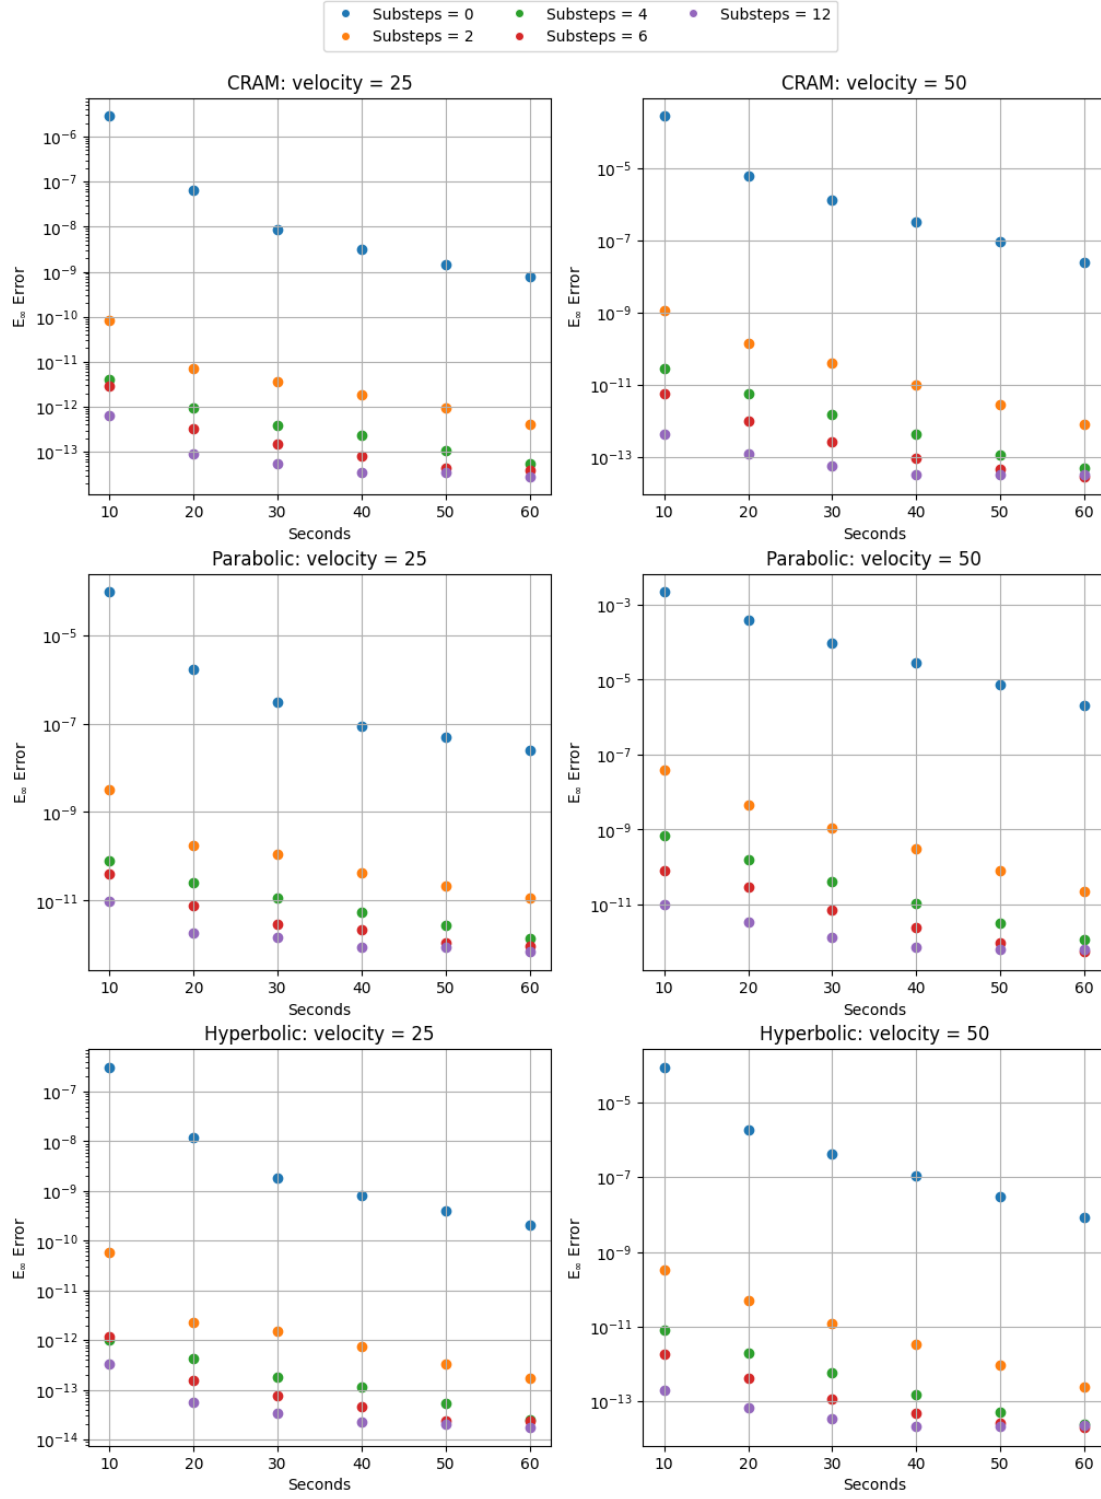 Substeps = 0 Substeps = 4 Substeps = 12
Substeps = 2 Substeps = 6
CRAM: velocity = 25
10⁻⁶
10⁻⁷
10⁻⁸
10⁻⁹
10⁻¹⁰
10⁻¹¹
10⁻¹²
10⁻¹³
E∞ Error
10 20 30 40 50 60
Seconds
CRAM: velocity = 50
10⁻⁵
10⁻⁷
10⁻⁹
10⁻¹¹
10⁻¹³
E∞ Error
10 20 30 40 50 60
Seconds
Parabolic: velocity = 25
10⁻⁵
10⁻⁷
10⁻⁹
10⁻¹¹
E∞ Error
10 20 30 40 50 60
Seconds
Parabolic: velocity = 50
10⁻³
10⁻⁵
10⁻⁷
10⁻⁹
10⁻¹¹
E∞ Error
10 20 30 40 50 60
Seconds
Hyperbolic: velocity = 25
10⁻⁷
10⁻⁸
10⁻⁹
10⁻¹⁰
10⁻¹¹
10⁻¹²
10⁻¹³
10⁻¹⁴
E∞ Error
10 20 30 40 50 60
Seconds
Hyperbolic: velocity = 50
10⁻⁵
10⁻⁷
10⁻⁹
10⁻¹¹
10⁻¹³
E∞ Error
10 20 30 40 50 60
Seconds